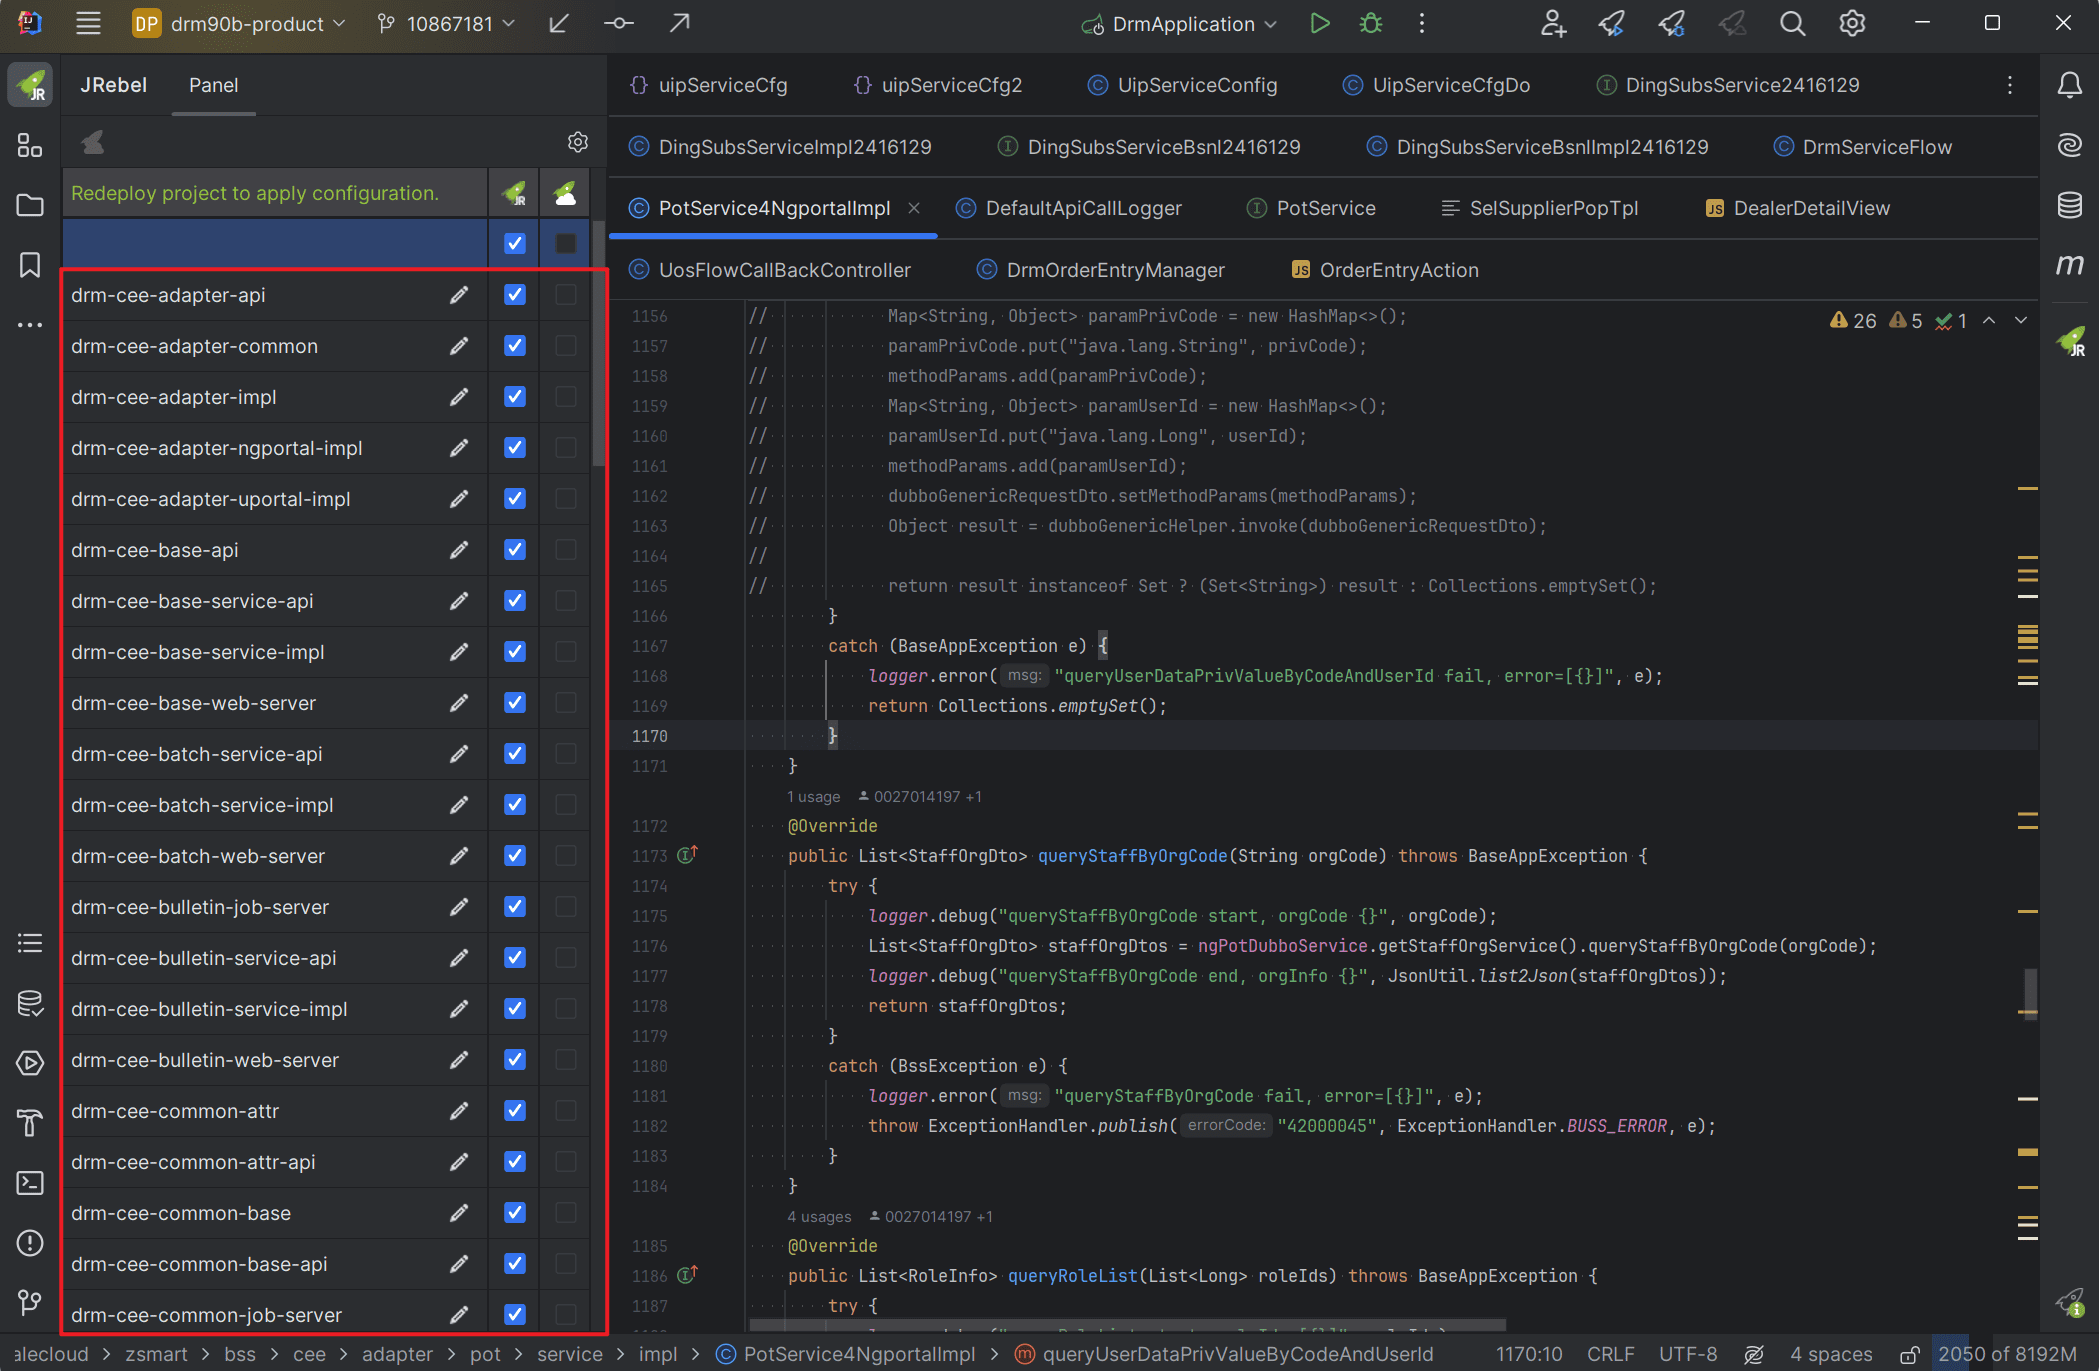 DP drm90b-product 10867181 DrmApplication
JRebel Panel
Redeploy project to apply configuration.
drm-cee-adapter-api
drm-cee-adapter-common
drm-cee-adapter-impl
drm-cee-adapter-ngportal-impl
drm-cee-adapter-uportal-impl
drm-cee-base-api
drm-cee-base-service-api
drm-cee-base-service-impl
drm-cee-base-web-server
drm-cee-batch-service-api
drm-cee-batch-service-impl
drm-cee-batch-web-server
drm-cee-bulletin-job-server
drm-cee-bulletin-service-api
drm-cee-bulletin-service-impl
drm-cee-bulletin-web-server
drm-cee-common-attr
drm-cee-common-attr-api
drm-cee-common-base
drm-cee-common-base-api
drm-cee-common-job-server
uipServiceCfg uipServiceCfg2 UipServiceConfig UipServiceCfgDo DingSubsService2416129
DingSubsServiceImpl2416129 DingSubsServiceBsnl2416129 DingSubsServiceBsnlImpl2416129 DrmServiceFlow
PotService4NgportalImpl DefaultApiCallLogger PotService SelSupplierPopTpl DealerDetailView
UosFlowCallBackController DrmOrderEntryManager OrderEntryAction
26 5 1
1156 // Map<String, Object> paramPrivCode = new HashMap<>();
1157 // paramPrivCode.put("java.lang.String", privCode);
1158 // methodParams.add(paramPrivCode);
1159 // Map<String, Object> paramUserId = new HashMap<>();
1160 // paramUserId.put("java.lang.Long", userId);
1161 // methodParams.add(paramUserId);
1162 // dubboGenericRequestDto.setMethodParams(methodParams);
1163 // Object result = dubboGenericHelper.invoke(dubboGenericRequestDto);
1164 //
1165 // return result instanceof Set ? (Set<String>) result : Collections.emptySet();
1166 }
1167 catch (BaseAppException e) {
1168 logger.error( msg: "queryUserDataPrivValueByCodeAndUserId fail, error=[{}]", e);
1169 return Collections.emptySet();
1170 }
1171 }
1 usage 0027014197 +1
1172 @Override
1173 public List<StaffOrgDto> queryStaffByOrgCode(String orgCode) throws BaseAppException {
1174 try {
1175 logger.debug("queryStaffByOrgCode start, orgCode {}", orgCode);
1176 List<StaffOrgDto> staffOrgDtos = ngPotDubboService.getStaffOrgService().queryStaffByOrgCode(orgCode);
1177 logger.debug("queryStaffByOrgCode end, orgInfo {}", JsonUtil.list2Json(staffOrgDtos));
1178 return staffOrgDtos;
1179 }
1180 catch (BssException e) {
1181 logger.error( msg: "queryStaffByOrgCode fail, error=[{}]", e);
1182 throw ExceptionHandler.publish( errorCode: "42000045", ExceptionHandler.BUSS_ERROR, e);
1183 }
1184 }
4 usages 0027014197 +1
1185 @Override
1186 public List<RoleInfo> queryRoleList(List<Long> roleIds) throws BaseAppException {
1187 try {
alecloud > zsmart > bss > cee > adapter > pot > service > impl > PotService4NgportalImpl > queryUserDataPrivValueByCodeAndUserId 1170:10 CRLF UTF-8 4 spaces 2050 of 8192M